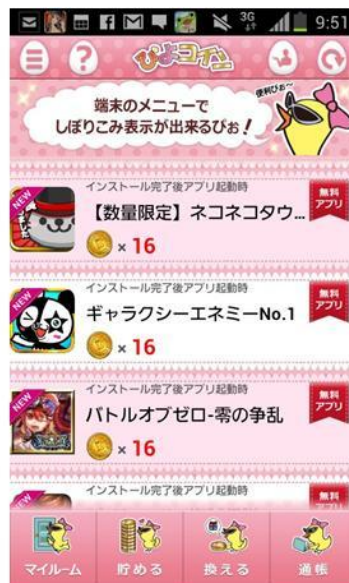 3G 9:51
ぴよコイン
便利ぴお~
端末のメニューで
しぼりこみ表示が出来るぴお!
NEW
インストール完了後アプリ起動時
【数量限定】ネコネコタウ...
× 16
無料
アプリ
NEW
インストール完了後アプリ起動時
ギャラクシーエネミーNo.1
× 16
無料
アプリ
NEW
インストール完了後アプリ起動時
バトルオブゼロ-零の争乱
× 16
無料
アプリ
NEW
インストール完了後アプリ起動時
無料
アプリ
マイルーム
貯める
換える
通帳